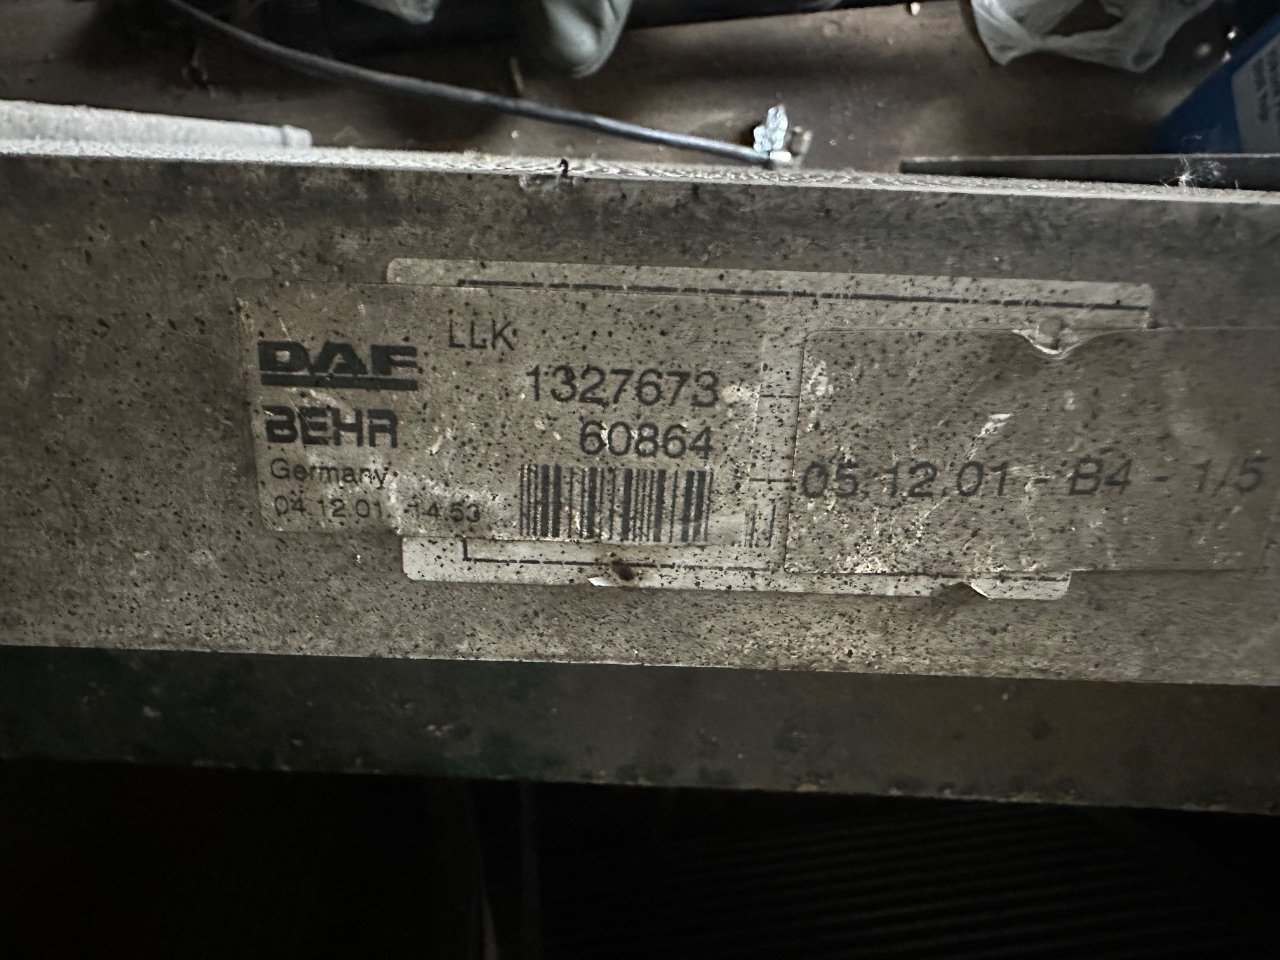 LLK
DAF
1327673
BEHR
60864
Germany
04.12.01 14:53
05.12.01 - B4 - 1/5